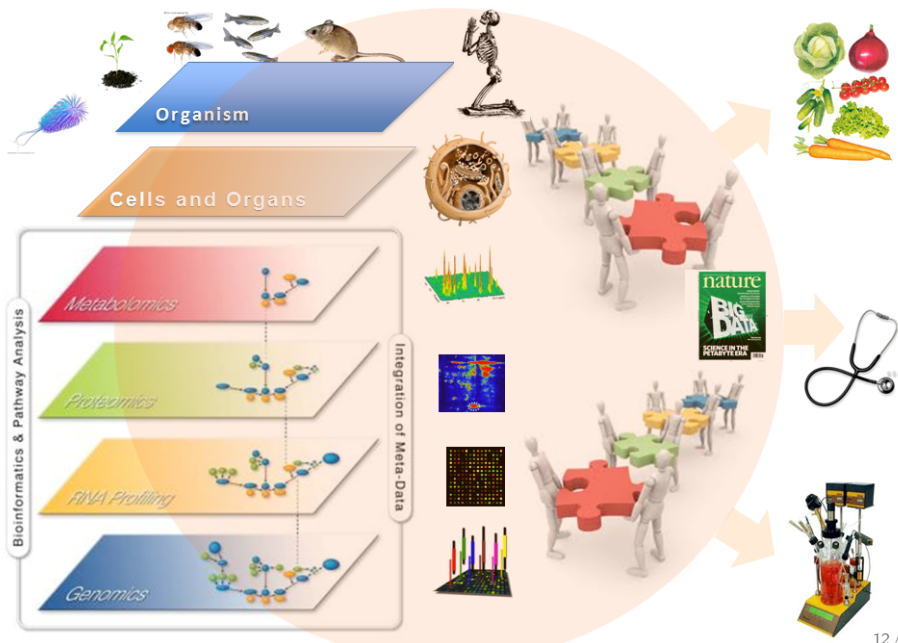 Organism
Cells and Organs
Metabolomics
Proteomics
RNA Profiling
Genomics
Bioinformatics & Pathway Analysis
Integration of Meta-Data
nature
BIG
DATA
SCIENCE IN THE
PETABYTE ERA
12 /